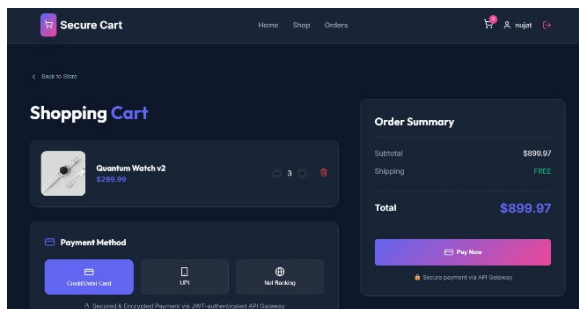 Secure Cart
Home Shop Orders
3 nujat
Back to Store
Shopping Cart
Quantum Watch v2
$299.99
3
Payment Method
Credit/Debit Card
UPI
Net Banking
Secured & Encrypted Payment via JWT-authenticated API Gateway
Order Summary
Subtotal $899.97
Shipping FREE
Total $899.97
Pay Now
Secure payment via API Gateway